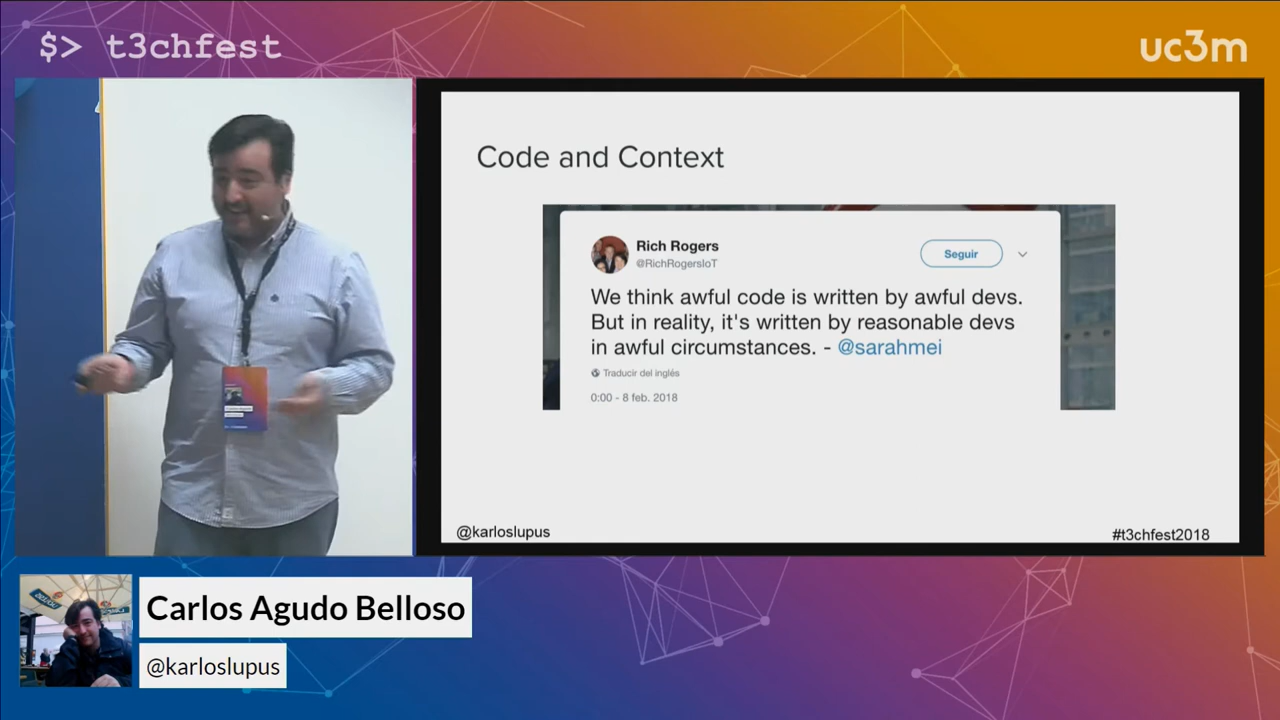 $> t3chfest
uc3m
Code and Context
Rich Rogers
@RichRogersIoT
Seguir
We think awful code is written by awful devs.
But in reality, it's written by reasonable devs
in awful circumstances. - @sarahmei
Traducir del inglés
0:00 - 8 feb. 2018
@karloslupus
#t3chfest2018
Carlos Agudo Belloso
@karloslupus